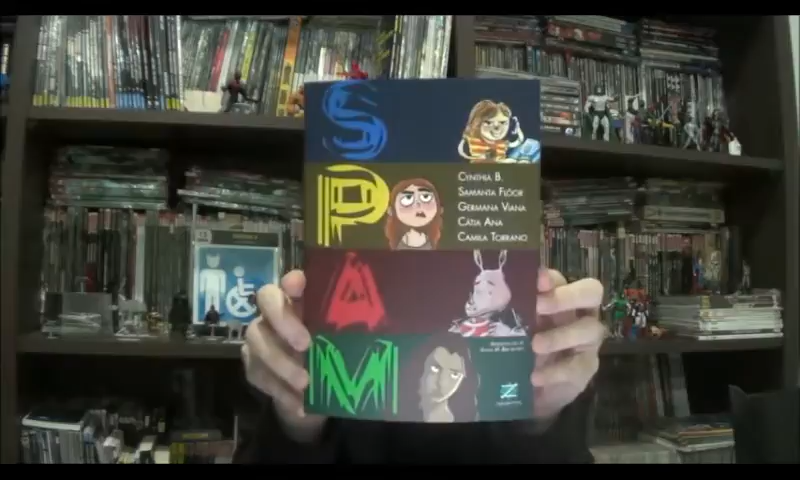 S
P
CYNTHIA B.
SAMANTA FLÔOR
GERMANA VIANA
CÁTIA ANA
CAMILA TORRANO
A
M
Z